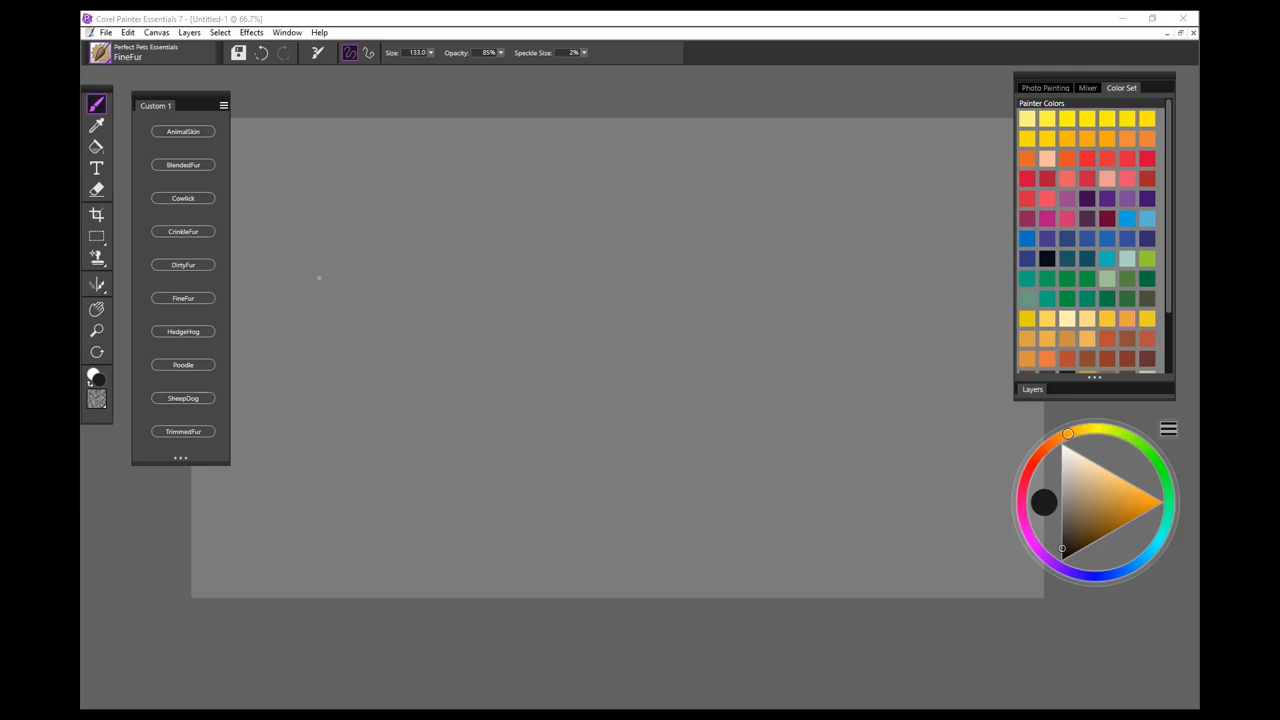 Corel Painter Essentials 7 - [Untitled-1 @ 66.7%]
File Edit Canvas Layers Select Effects Window Help
Perfect Pets Essentials
FineFur
Size: 133.0 Opacity: 85% Speckle Size: 2%
Custom 1
AnimalSkin
BlendedFur
Cowlick
CrinkleFur
DirtyFur
FineFur
HedgeHog
Poodle
SheepDog
TrimmedFur
Photo Painting Mixer Color Set
Painter Colors
Layers